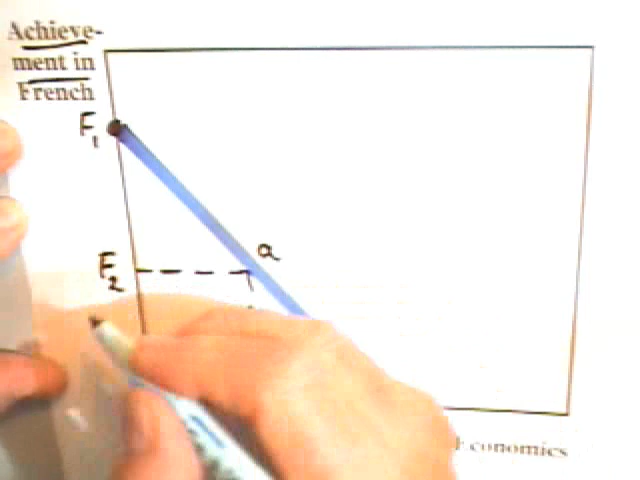 Achieve-
ment in
French
F1
a
F2
Economics